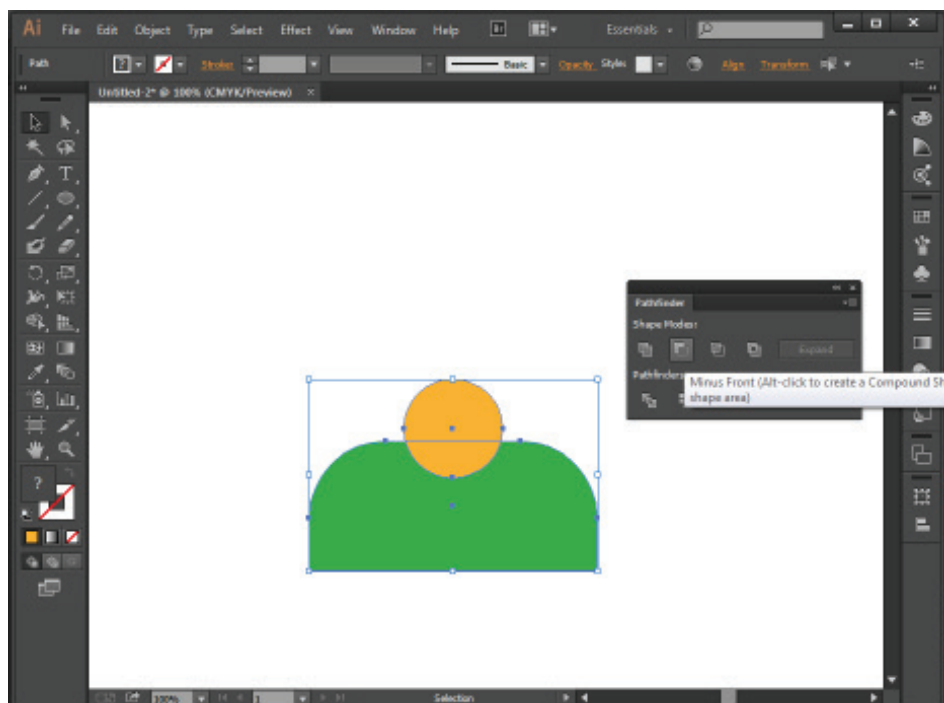 Ai File Edit Object Type Select Effect View Window Help Br Essentials
Path ? Stroke: Basic Opacity Style: Align Transform
Untitled-2* @ 100% (CMYK/Preview) ×
T
Pathfinder
Shape Modes:
Expand
Pathfinders:
Minus Front (Alt-click to create a Compound Sh
shape area)
?
100% 1 Selection